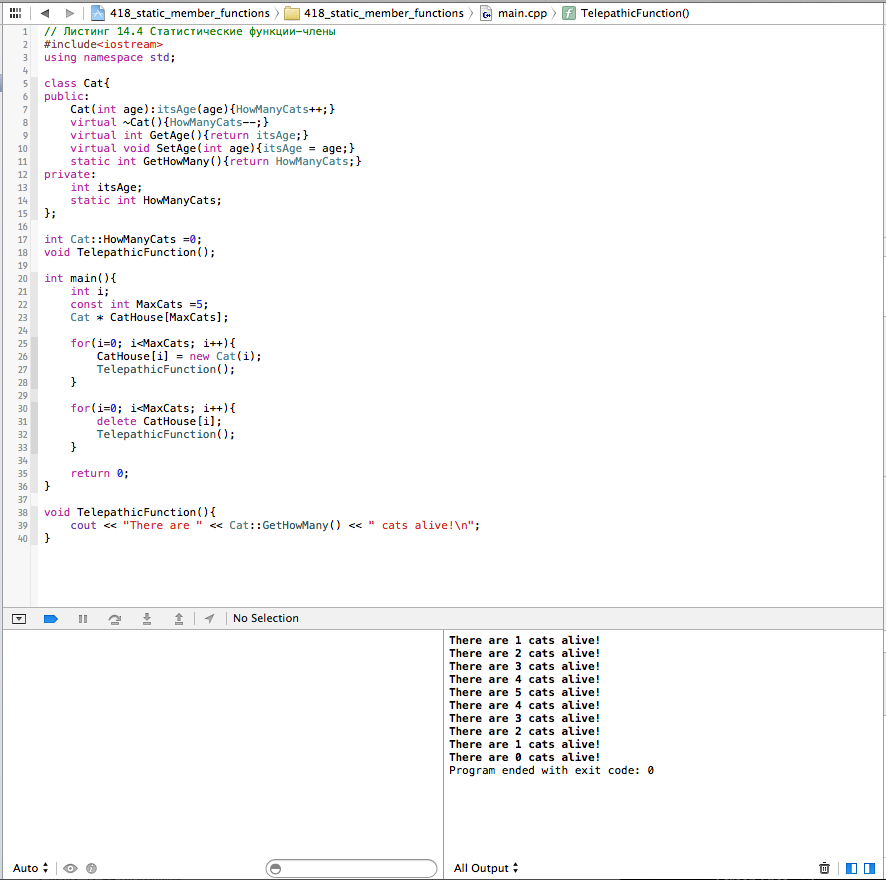 418_static_member_functions 418_static_member_functions main.cpp TelepathicFunction()
1 // Листинг 14.4 Статистические функции-члены
2 #include<iostream>
3 using namespace std;
4
5 class Cat{
6 public:
7     Cat(int age):itsAge(age){HowManyCats++;}
8     virtual ~Cat(){HowManyCats--;}
9     virtual int GetAge(){return itsAge;}
10     virtual void SetAge(int age){itsAge = age;}
11     static int GetHowMany(){return HowManyCats;}
12 private:
13     int itsAge;
14     static int HowManyCats;
15 };
16
17 int Cat::HowManyCats =0;
18 void TelepathicFunction();
19
20 int main(){
21     int i;
22     const int MaxCats =5;
23     Cat * CatHouse[MaxCats];
24
25     for(i=0; i<MaxCats; i++){
26         CatHouse[i] = new Cat(i);
27         TelepathicFunction();
28     }
29
30     for(i=0; i<MaxCats; i++){
31         delete CatHouse[i];
32         TelepathicFunction();
33     }
34
35     return 0;
36 }
37
38 void TelepathicFunction(){
39     cout << "There are " << Cat::GetHowMany() << " cats alive!\n";
40 }
No Selection
There are 1 cats alive!
There are 2 cats alive!
There are 3 cats alive!
There are 4 cats alive!
There are 5 cats alive!
There are 4 cats alive!
There are 3 cats alive!
There are 2 cats alive!
There are 1 cats alive!
There are 0 cats alive!
Program ended with exit code: 0
Auto
All Output